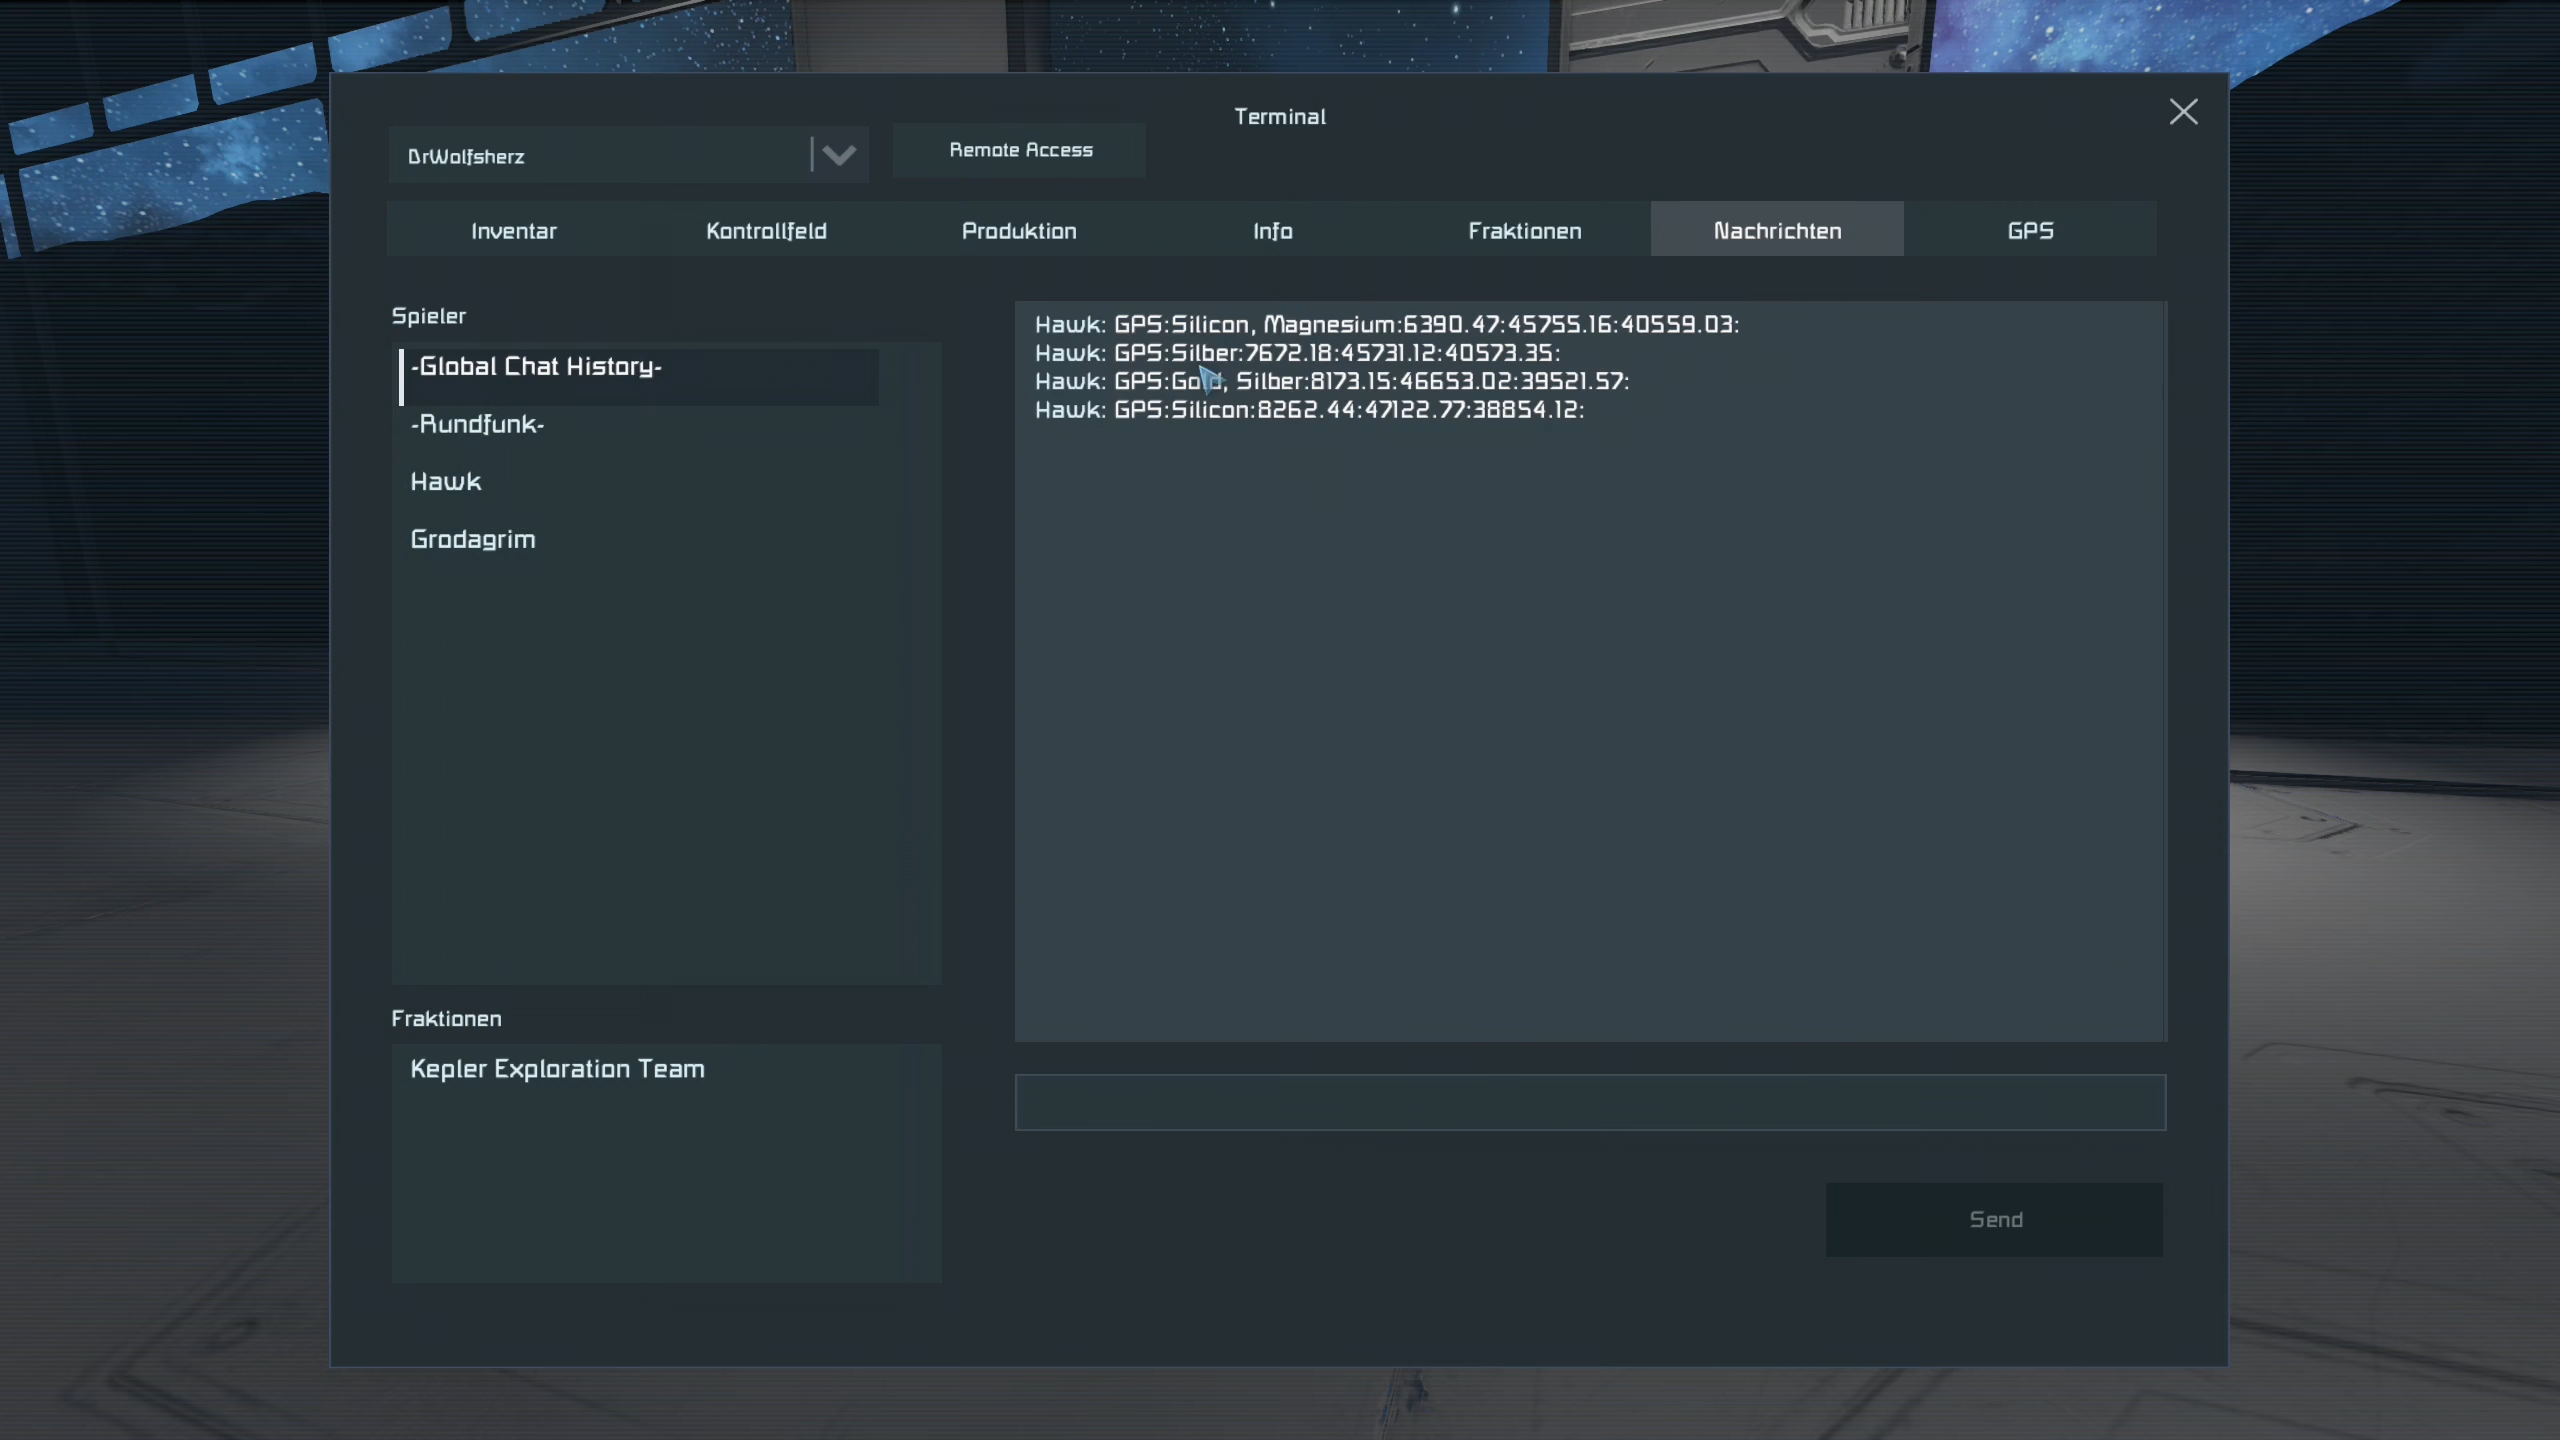 Terminal
DrWolfsherz
Remote Access
Inventar Kontrollfeld Produktion Info Fraktionen Nachrichten GPS
Spieler
-Global Chat History-
-Rundfunk-
Hawk
Grodagrim
Hawk: GPS:Silicon, Magnesium:6390.47:45755.16:40559.03:
Hawk: GPS:Silber:7672.18:45731.12:40573.35:
Hawk: GPS:Gold, Silber:8173.15:46653.02:39521.57:
Hawk: GPS:Silicon:8262.44:47122.77:38854.12:
Fraktionen
Kepler Exploration Team
Send